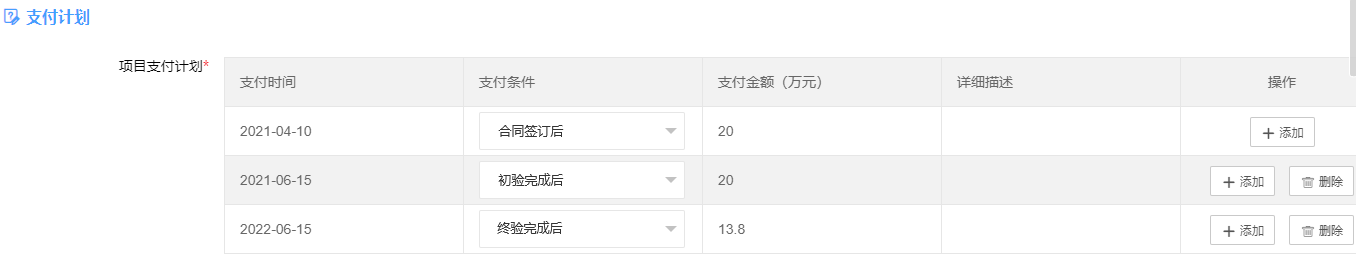 支付计划
项目支付计划*
支付时间 支付条件 支付金额（万元） 详细描述 操作
2021-04-10 合同签订后 20 添加
2021-06-15 初验完成后 20 添加 删除
2022-06-15 终验完成后 13.8 添加 删除